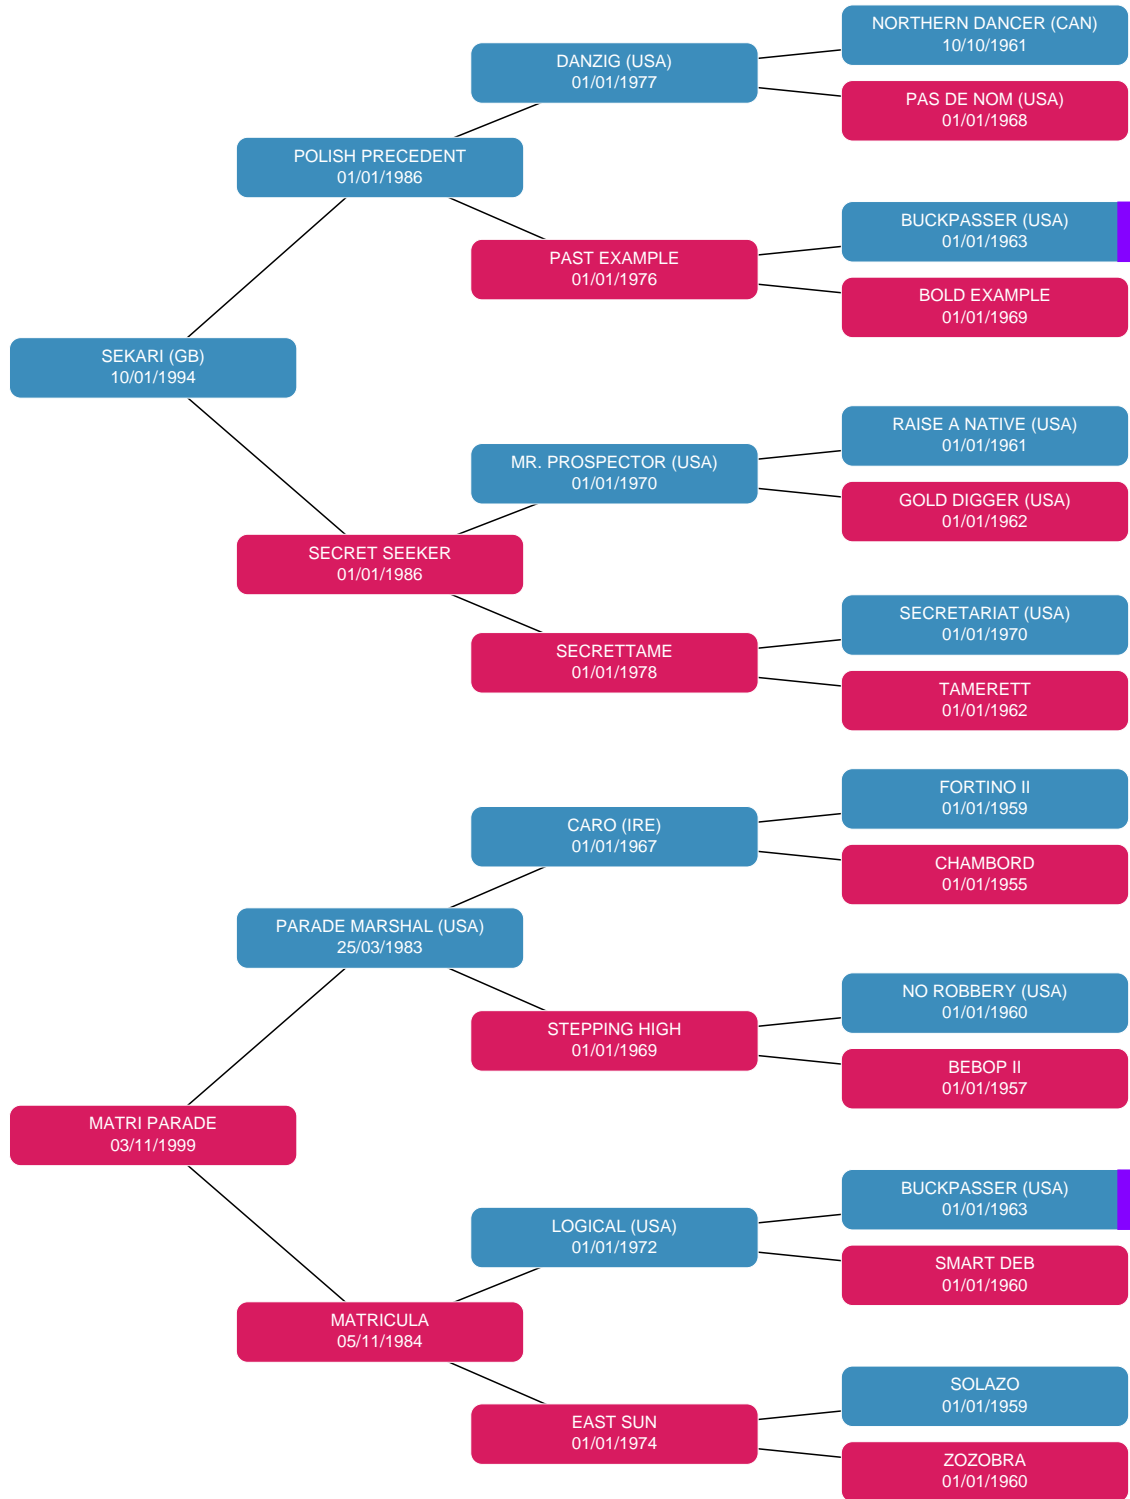 NORTHERN DANCER (CAN)
10/10/1961
DANZIG (USA)
01/01/1977
PAS DE NOM (USA)
01/01/1968
POLISH PRECEDENT
01/01/1986
BUCKPASSER (USA)
01/01/1963
PAST EXAMPLE
01/01/1976
BOLD EXAMPLE
01/01/1969
SEKARI (GB)
10/01/1994
RAISE A NATIVE (USA)
01/01/1961
MR. PROSPECTOR (USA)
01/01/1970
GOLD DIGGER (USA)
01/01/1962
SECRET SEEKER
01/01/1986
SECRETARIAT (USA)
01/01/1970
SECRETTAME
01/01/1978
TAMERETT
01/01/1962
FORTINO II
01/01/1959
CARO (IRE)
01/01/1967
CHAMBORD
01/01/1955
PARADE MARSHAL (USA)
25/03/1983
NO ROBBERY (USA)
01/01/1960
STEPPING HIGH
01/01/1969
BEBOP II
01/01/1957
MATRI PARADE
03/11/1999
BUCKPASSER (USA)
01/01/1963
LOGICAL (USA)
01/01/1972
SMART DEB
01/01/1960
MATRICULA
05/11/1984
SOLAZO
01/01/1959
EAST SUN
01/01/1974
ZOZOBRA
01/01/1960